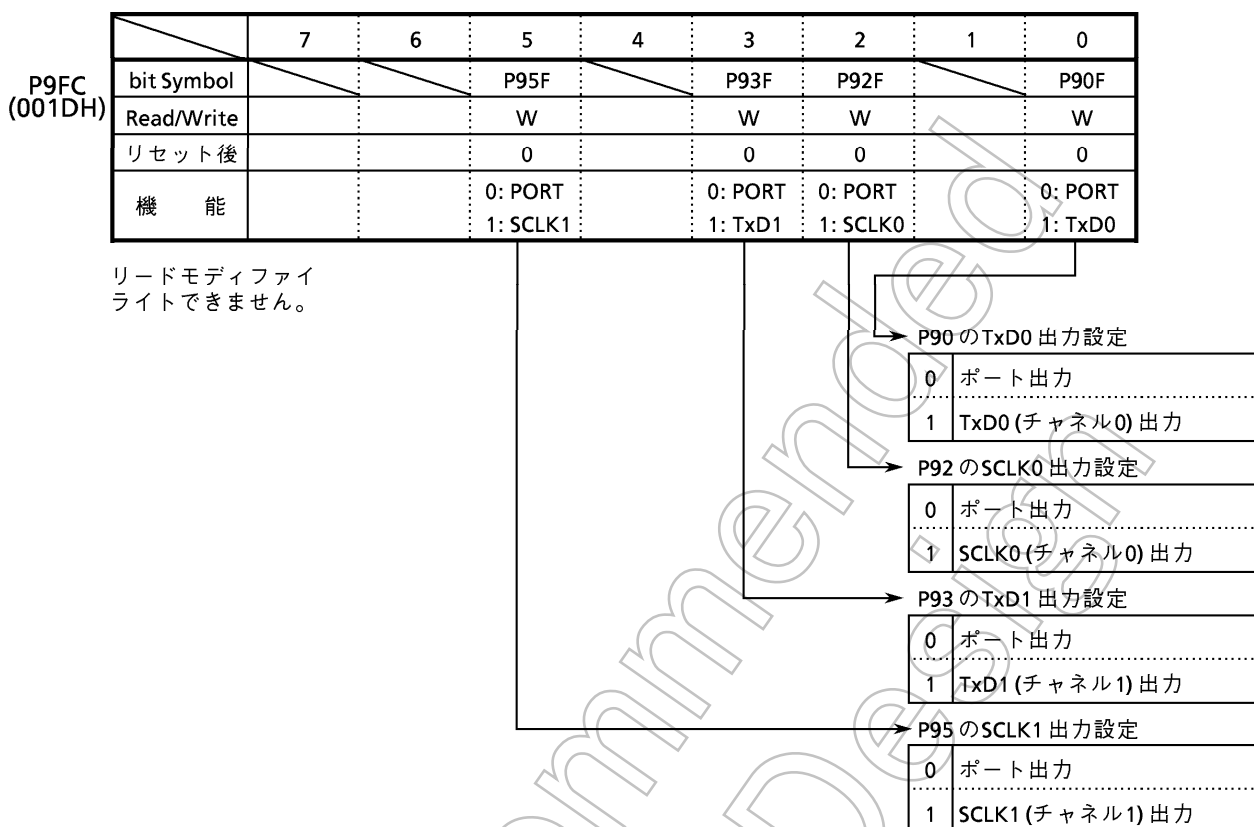 7 6 5 4 3 2 1 0
P9FC
(001DH)
bit Symbol P95F P93F P92F P90F
Read/Write W W W W
リセット後 0 0 0 0
機 能
0: PORT 0: PORT 0: PORT 0: PORT
1: SCLK1 1: TxD1 1: SCLK0 1: TxD0
リードモディファイ
ライトできません。
P90のTxD0出力設定
0 ポート出力
1 TxD0 (チャネル0) 出力
P92のSCLK0出力設定
0 ポート出力
1 SCLK0 (チャネル0) 出力
P93のTxD1出力設定
0 ポート出力
1 TxD1 (チャネル1) 出力
P95のSCLK1出力設定
0 ポート出力
1 SCLK1 (チャネル1) 出力
ommended
Design